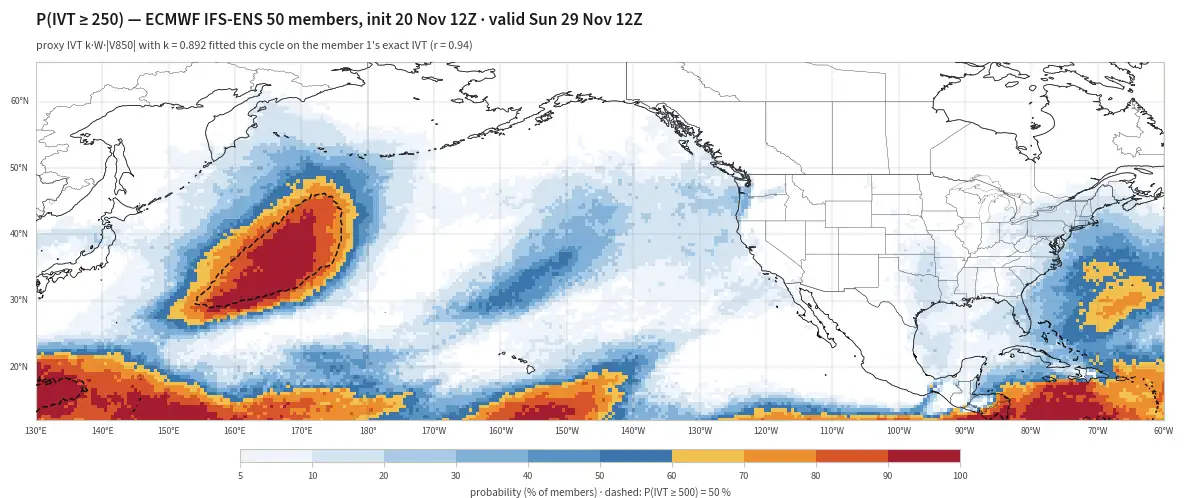 P(IVT ≥ 250) — ECMWF IFS-ENS 50 members, init 20 Nov 12Z · valid Sun 29 Nov 12Z
proxy IVT k·W·|V850| with k = 0.892 fitted this cycle on the member 1's exact IVT (r = 0.94)
60°N
50°N
40°N
30°N
20°N
130°E 140°E 150°E 160°E 170°E 180° 170°W 160°W 150°W 140°W 130°W 120°W 110°W 100°W 90°W 80°W 70°W 60°W
5 10 20 30 40 50 60 70 80 90 100
probability (% of members) · dashed: P(IVT ≥ 500) = 50 %